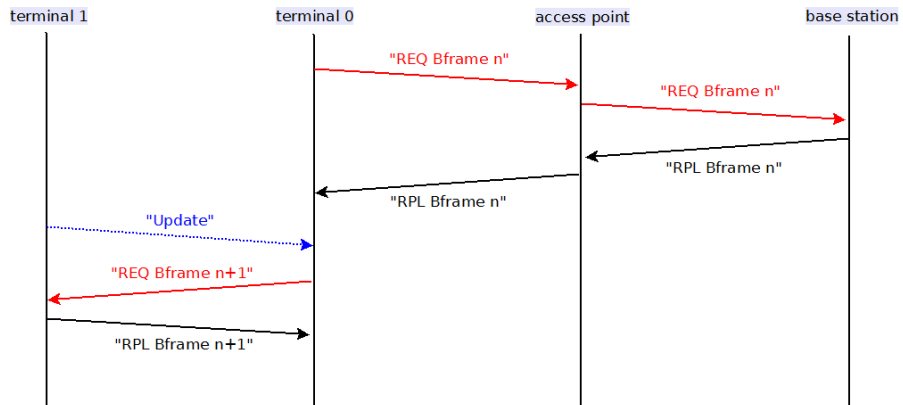 terminal 1
terminal 0
access point
base station
"REQ Bframe n"
"REQ Bframe n"
"RPL Bframe n"
"RPL Bframe n"
"Update"
"REQ Bframe n+1"
"RPL Bframe n+1"